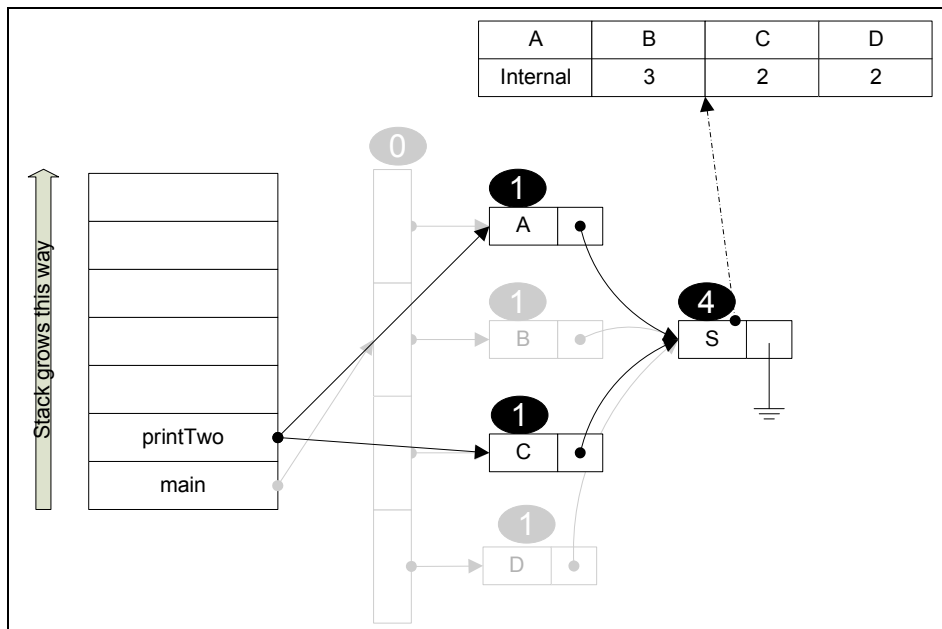 A B C D
Internal 3 2 2
0
1
A
Stack grows this way
1
B
4
S
printTwo
1
C
main
1
D